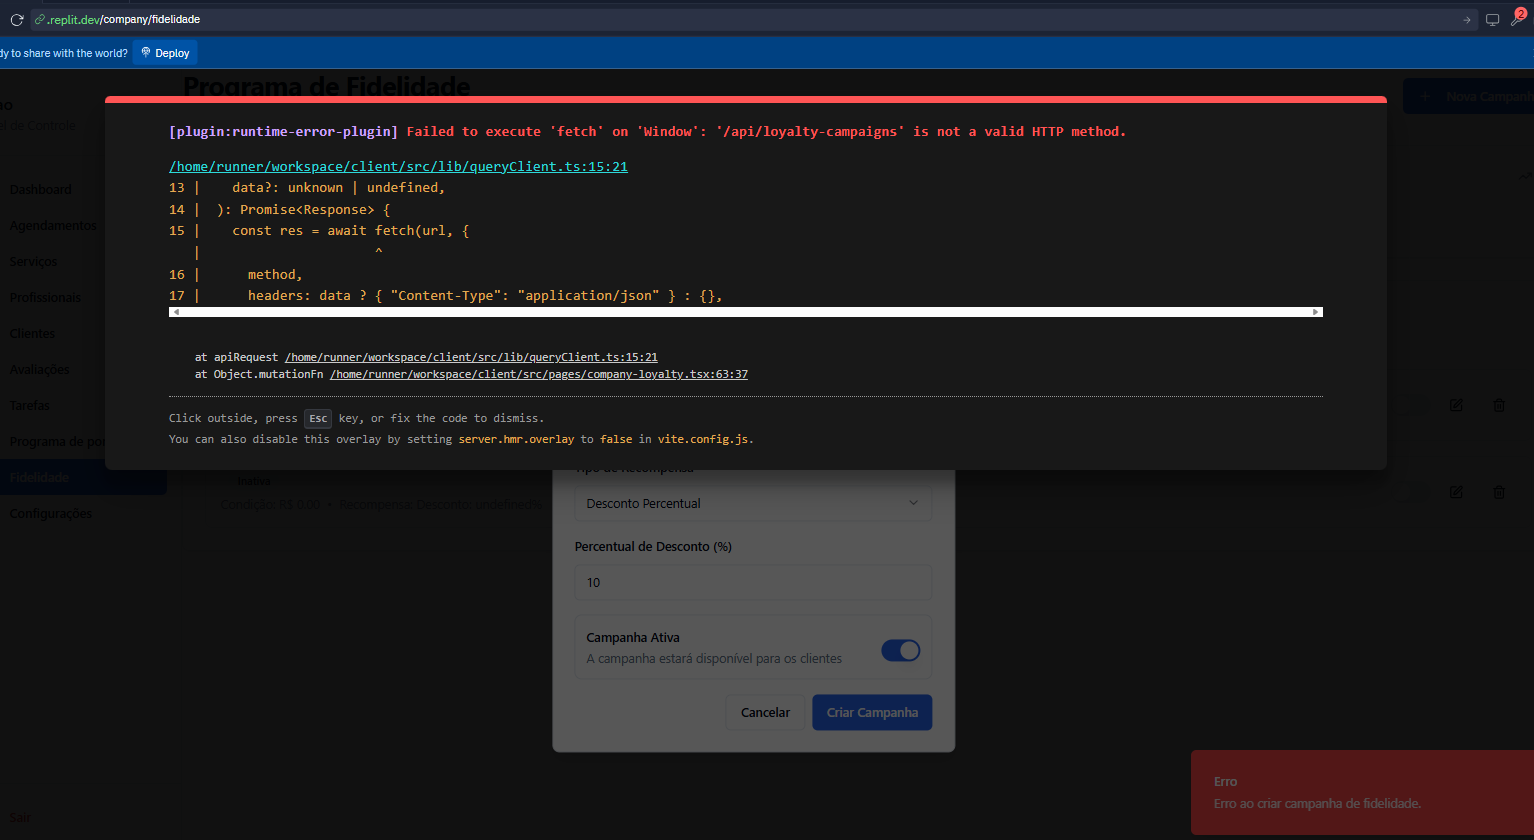 .replit.dev/company/fidelidade
2
dy to share with the world?
Deploy
Programa de Fidelidade
Nova Campanh
no
el de Controle
[plugin:runtime-error-plugin] Failed to execute 'fetch' on 'Window': '/api/loyalty-campaigns' is not a valid HTTP method.
/home/runner/workspace/client/src/lib/queryClient.ts:15:21
13 |    data?: unknown | undefined,
14 |  ): Promise<Response> {
15 |    const res = await fetch(url, {
   |                      ^
16 |      method,
17 |      headers: data ? { "Content-Type": "application/json" } : {},
at apiRequest /home/runner/workspace/client/src/lib/queryClient.ts:15:21
at Object.mutationFn /home/runner/workspace/client/src/pages/company-loyalty.tsx:63:37
Click outside, press Esc key, or fix the code to dismiss.
You can also disable this overlay by setting server.hmr.overlay to false in vite.config.js.
Dashboard
Agendamentos
Serviços
Profissionais
Clientes
Avaliações
Tarefas
Programa de po
Fidelidade
Configurações
Sair
Inativa
Condição: R$ 0.00 • Recompensa: Desconto: undefined%
Tipo de Recompensa
Desconto Percentual
Percentual de Desconto (%)
10
Campanha Ativa
A campanha estará disponível para os clientes
Cancelar
Criar Campanha
Erro
Erro ao criar campanha de fidelidade.